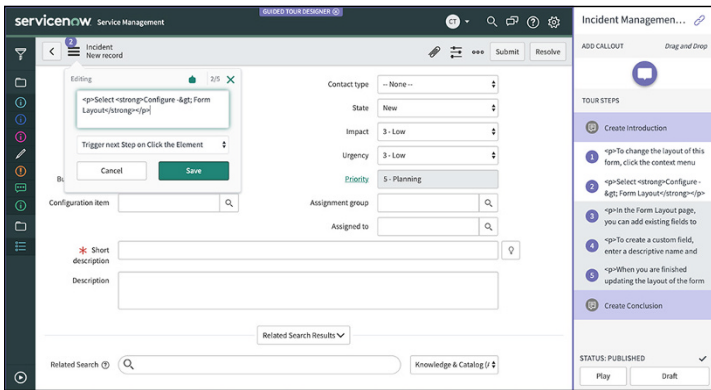 GUIDED TOUR DESIGNER
servicenow Service Management
CT
Incident
New record
Submit
Resolve
2
Editing
2/5
<p>Select <strong>Configure -&gt; Form
Layout</strong></p>
Trigger next Step on Click the Element
Cancel
Save
Configuration item
Short
description
Description
Contact type
-- None --
State
New
Impact
3 - Low
Urgency
3 - Low
Priority
5 - Planning
Assignment group
Assigned to
Related Search Results
Related Search
Knowledge & Catalog (/
Incident Managemen...
ADD CALLOUT
Drag and Drop
TOUR STEPS
Create Introduction
1
<p>To change the layout of this
form, click the context menu
2
<p>Select <strong>Configure -
&gt; Form Layout</strong></p>
3
<p>In the Form Layout page,
you can add existing fields to
4
<p>To create a custom field,
enter a descriptive name and
5
<p>When you are finished
updating the layout of the form
Create Conclusion
STATUS: PUBLISHED
Play
Draft